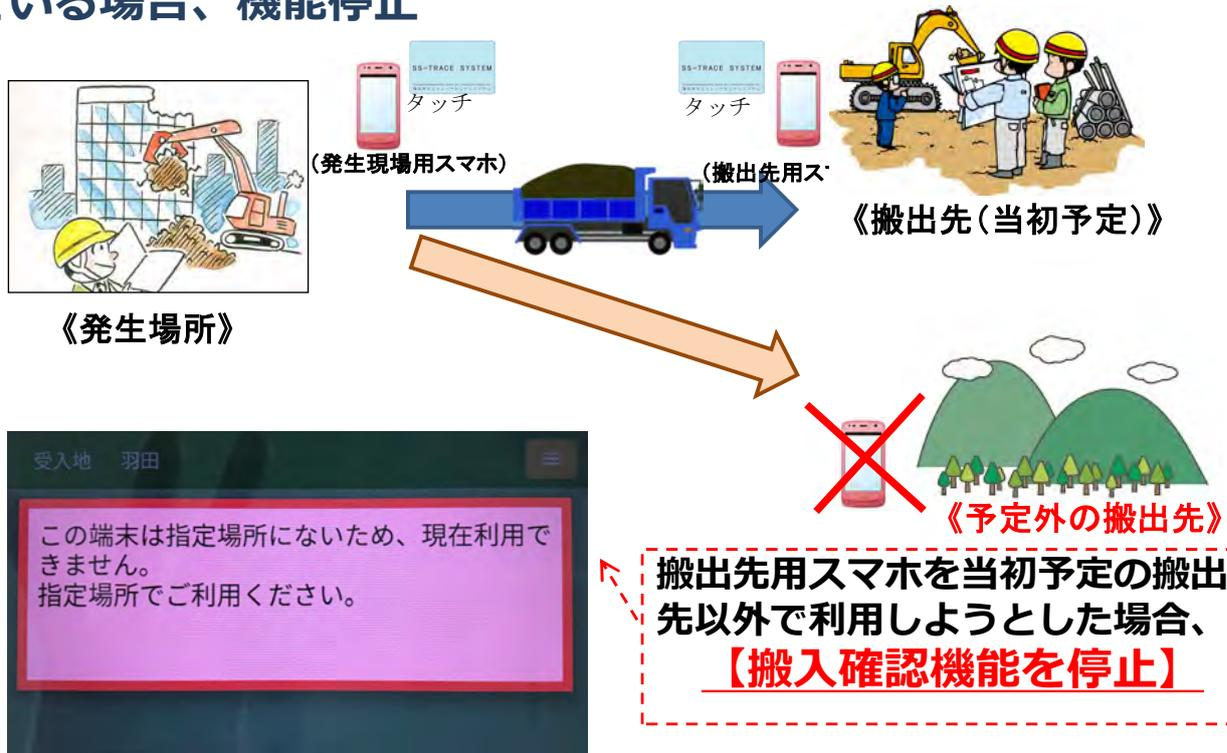 いる場合、機能停止
SS-TRACE SYSTEM
タッチ
(発生現場用スマホ)
SS-TRACE SYSTEM
タッチ
(搬出先用ス
《搬出先(当初予定)》
《発生場所》
受入地 羽田
この端末は指定場所にないため、現在利用で
きません。
指定場所でご利用ください。
《予定外の搬出先》
搬出先用スマホを当初予定の搬出
先以外で利用しようとした場合、
【搬入確認機能を停止】